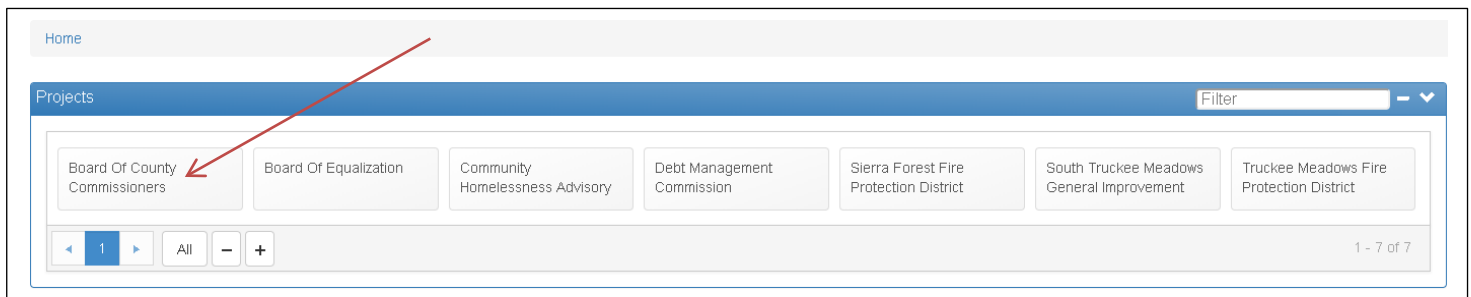 Home
Projects
Filter
Board Of County
Commissioners
Board Of Equalization
Community
Homelessness Advisory
Debt Management
Commission
Sierra Forest Fire
Protection District
South Truckee Meadows
General Improvement
Truckee Meadows Fire
Protection District
1
All
1 - 7 of 7